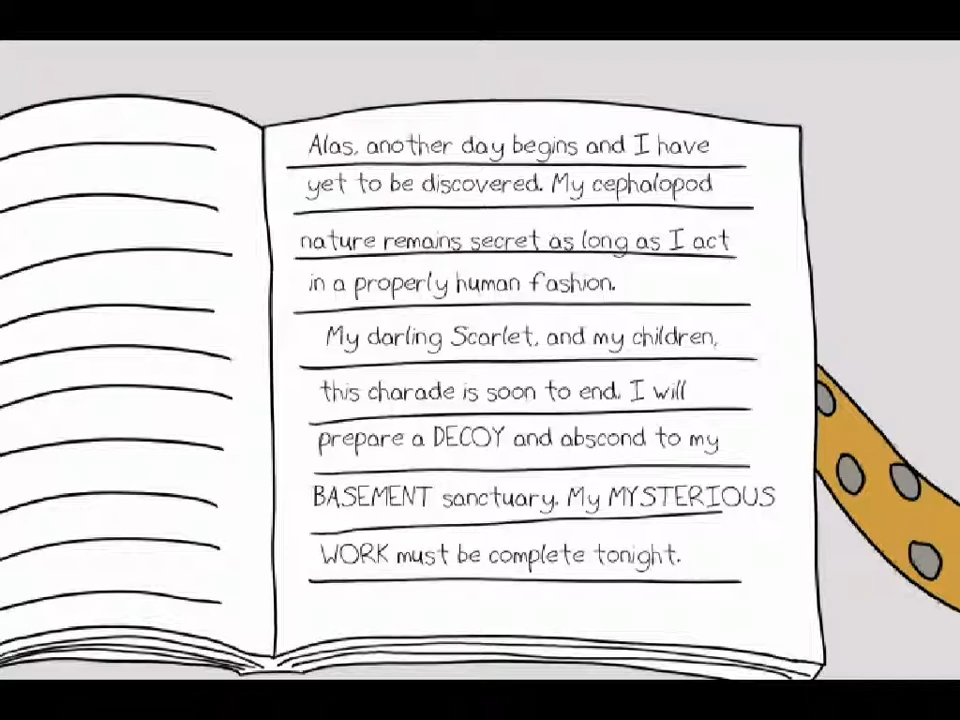 Alas, another day begins and I have
yet to be discovered. My cephalopod
nature remains secret as long as I act
in a properly human fashion.
My darling Scarlet, and my children,
this charade is soon to end. I will
prepare a DECOY and abscond to my
BASEMENT sanctuary. My MYSTERIOUS
WORK must be complete tonight.